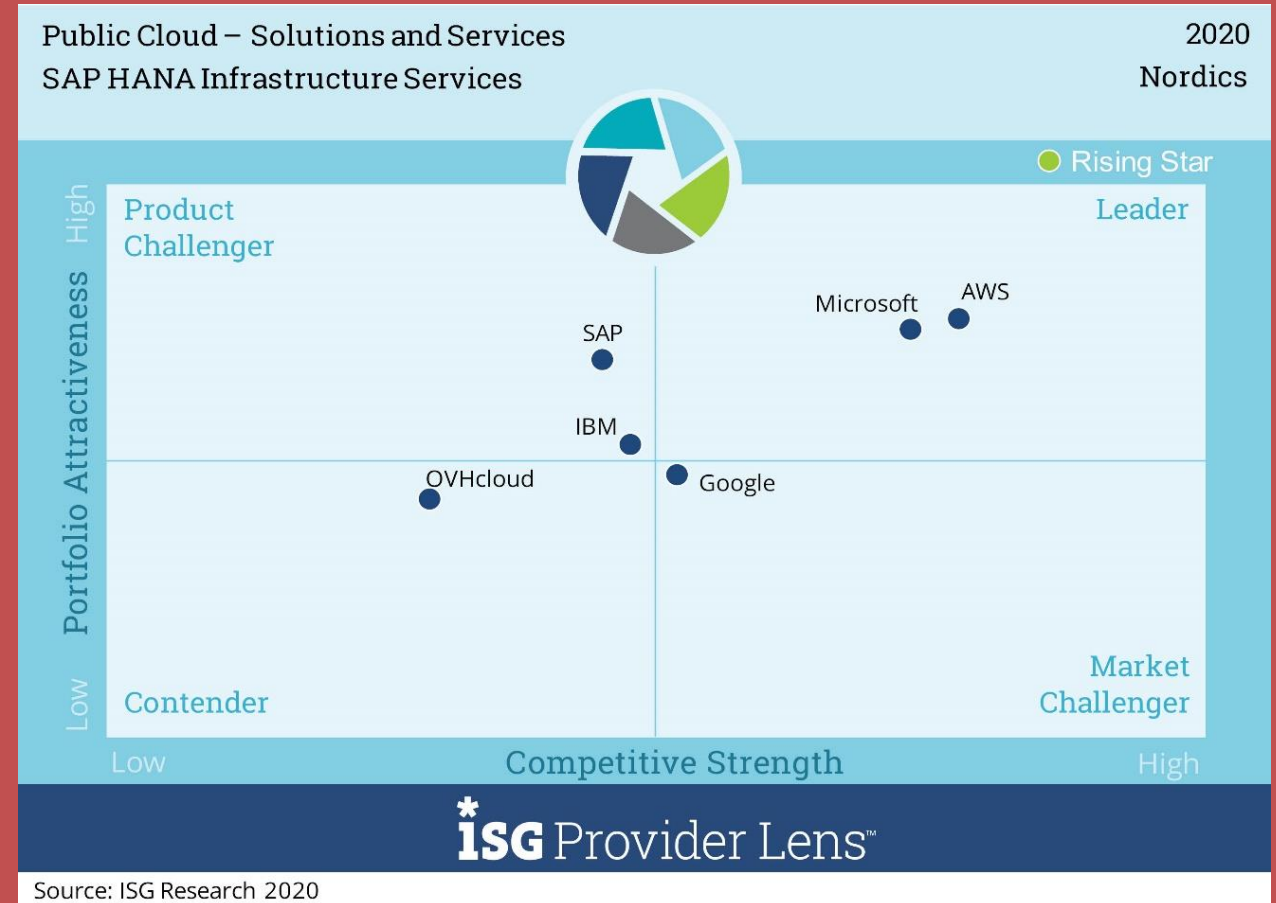 Public Cloud – Solutions and Services
SAP HANA Infrastructure Services
2020
Nordics
Rising Star
High
Portfolio Attractiveness
Low
Product
Challenger
Leader
Microsoft
AWS
SAP
IBM
OVHcloud
Google
Contender
Market
Challenger
Low
Competitive Strength
High
*ISG Provider Lens™
Source: ISG Research 2020